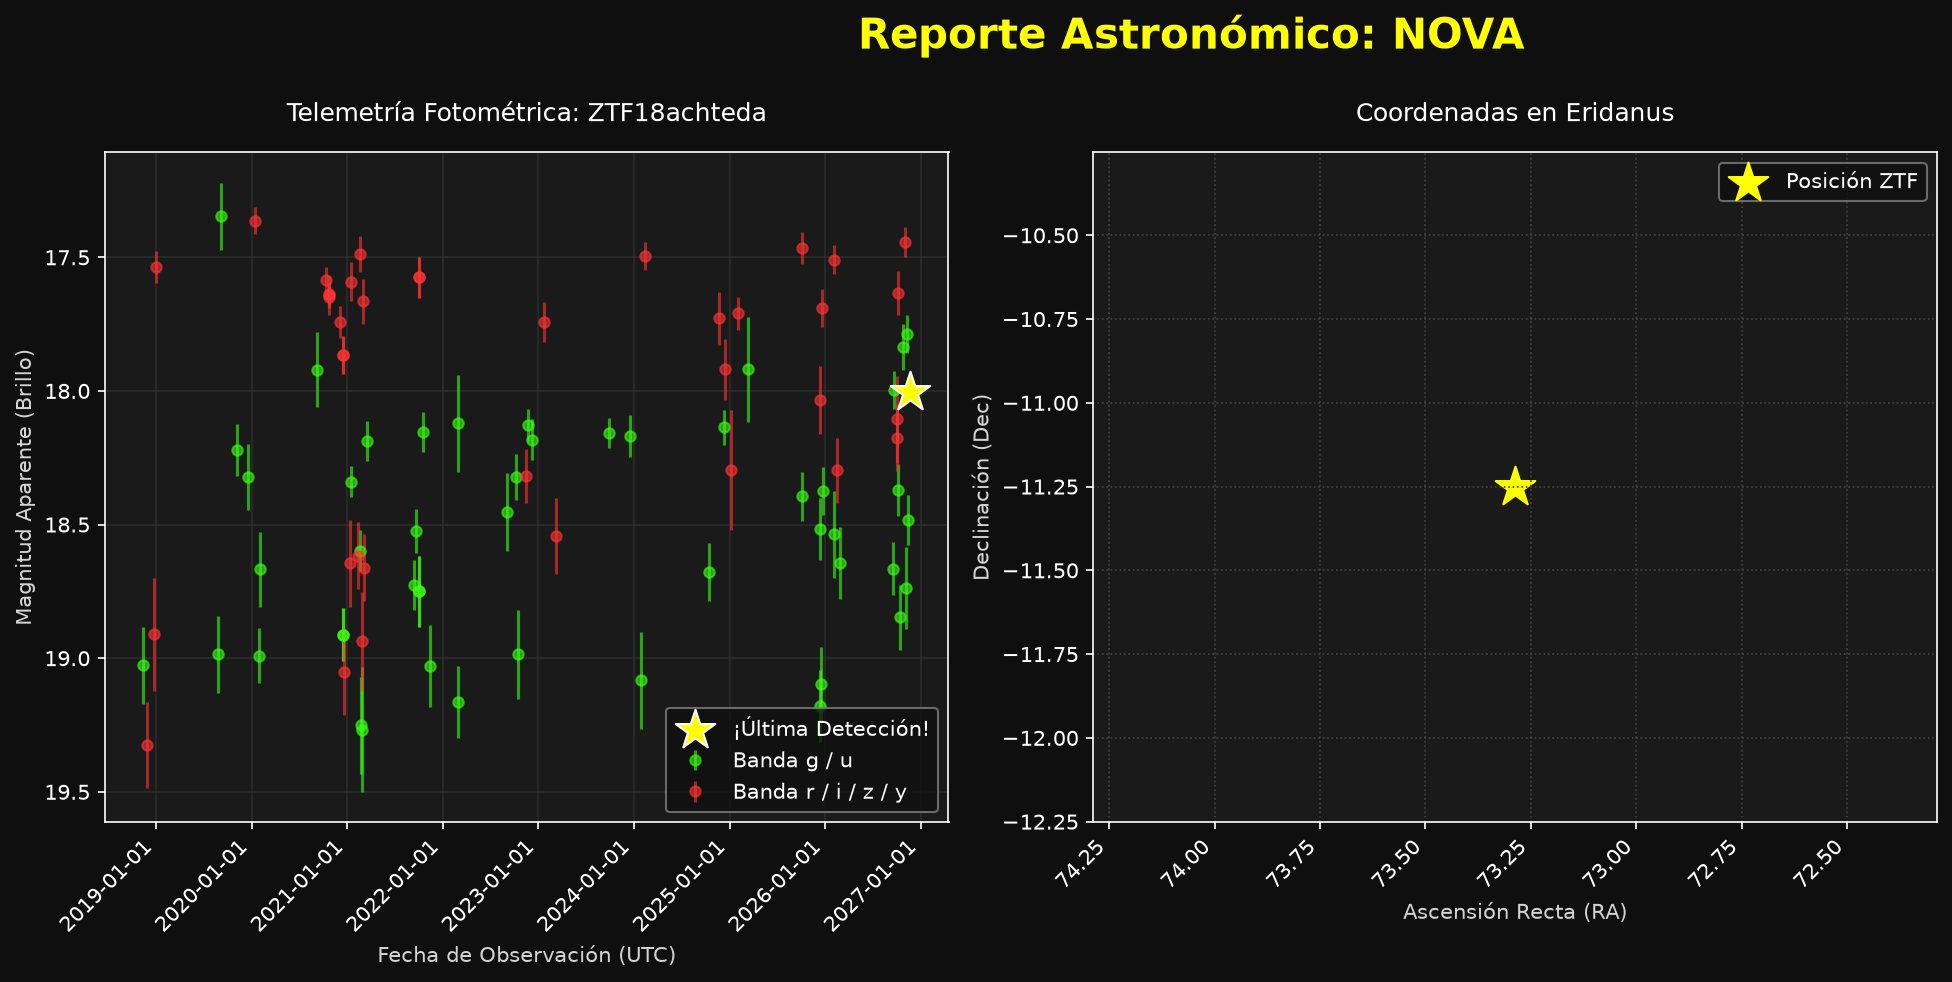 Reporte Astronómico: NOVA
Telemetría Fotométrica: ZTF18achteda
Magnitud Aparente (Brillo)
17.5
18.0
18.5
19.0
19.5
¡Última Detección!
Banda g / u
Banda r / i / z / y
2019-01-01
2020-01-01
2021-01-01
2022-01-01
2023-01-01
2024-01-01
2025-01-01
2026-01-01
2027-01-01
Fecha de Observación (UTC)
Coordenadas en Eridanus
Posición ZTF
Declinación (Dec)
−10.50
−10.75
−11.00
−11.25
−11.50
−11.75
−12.00
−12.25
74.25
74.00
73.75
73.50
73.25
73.00
72.75
72.50
Ascensión Recta (RA)